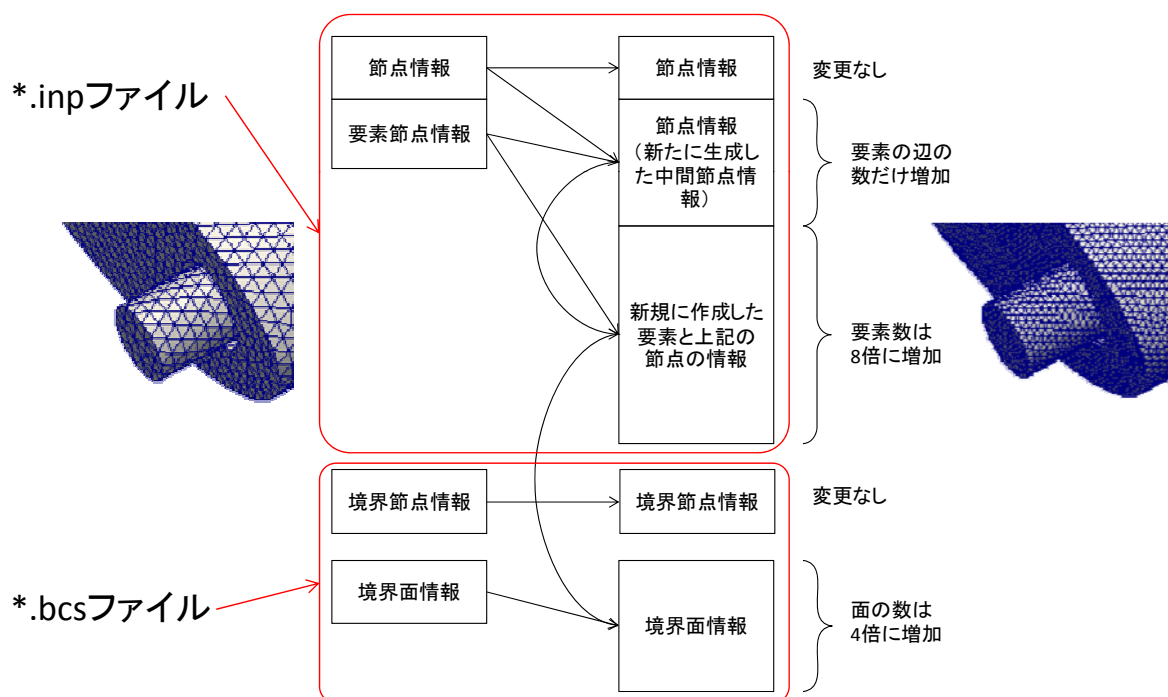 *.inpファイル
節点情報
要素節点情報
節点情報
節点情報
(新たに生成し
た中間節点情
報)
新規に作成した
要素と上記の
節点の情報
変更なし
要素の辺の
数だけ増加
要素数は
8倍に増加
*.bcsファイル
境界節点情報
境界面情報
境界節点情報
境界面情報
変更なし
面の数は
4倍に増加